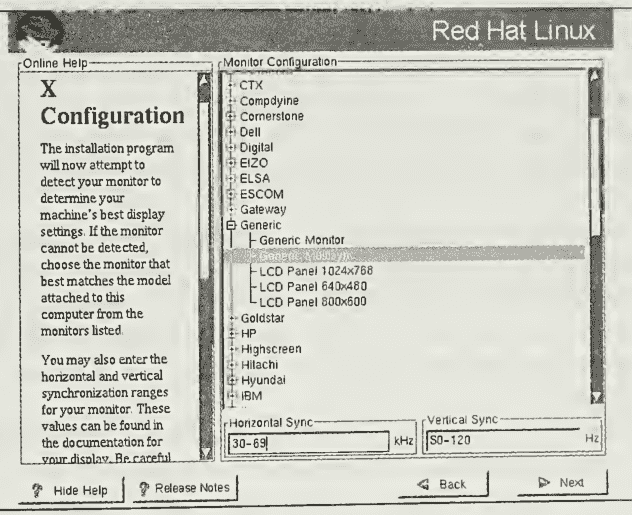 Red Hat Linux
Online Help
X
Configuration
The installation program
will now attempt to
detect your monitor to
determine your
machine's best display
settings. If the monitor
cannot be detected,
choose the monitor that
best matches the model
attached to this
computer from the
monitors listed.
You may also enter the
horizontal and vertical
synchronization ranges
for your monitor. These
values can be found in
the documentation for
your display. Be careful
Monitor Configuration
CTX
Compdyine
Cornerstone
Dell
Digital
EIZO
ELSA
ESCOM
Gateway
Generic
Generic Monitor
Generic
LCD Panel 1024x768
LCD Panel 640x480
LCD Panel 800x600
Goldstar
HP
Highscreen
Hitachi
Hyundai
IBM
Horizontal Sync
30-69 kHz
Vertical Sync
50-120 Hz
Hide Help
Release Notes
Back
Next